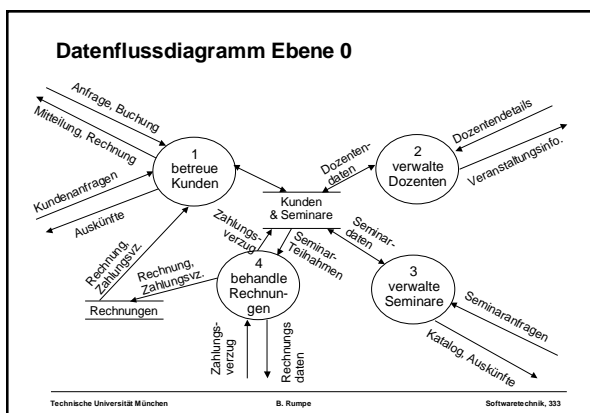 Datenflussdiagramm Ebene 0
Anfrage, Buchung
Mitteilung, Rechnung
1
betreue
Kunden
Kundenanfragen
Auskünfte
Dozenten-
daten
2
verwalte
Dozenten
Dozentendetails
Veranstaltungsinfo.
Kunden
& Seminare
Rechnung,
Zahlungsvz.
Rechnung,
Zahlungsvz.
Rechnungen
Zahlungs-
verzug
Seminar-
Teilnahmen
Seminar-
daten
4
behandle
Rechnun-
gen
3
verwalte
Seminare
Seminaranfragen
Katalog, Auskünfte
Zahlungs-
verzug
Rechnungs
daten
Technische Universität München
B. Rumpe
Softwaretechnik, 333